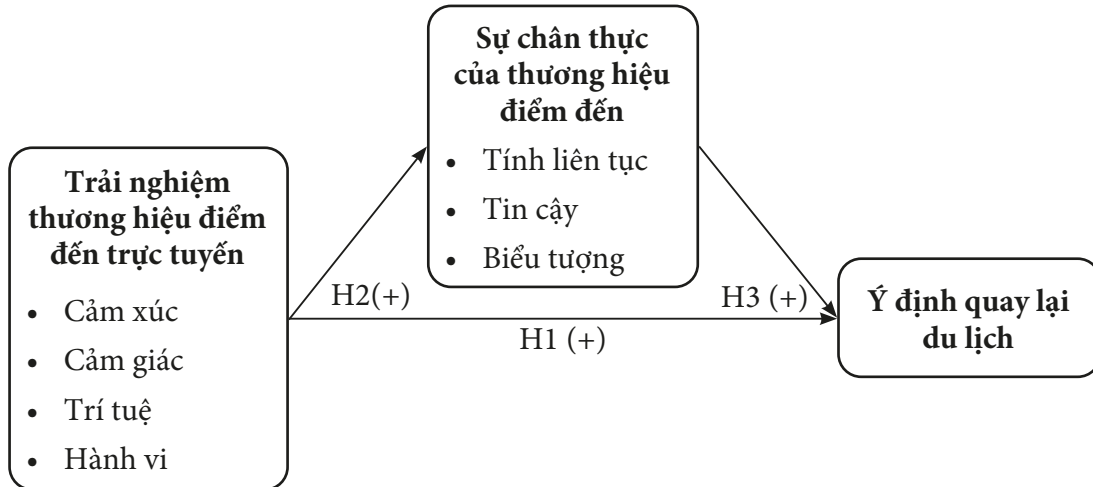 Sự chân thực
của thương hiệu
điểm đến
• Tính liên tục
• Tin cậy
• Biểu tượng
Trải nghiệm
thương hiệu điểm
đến trực tuyến
• Cảm xúc
• Cảm giác
• Trí tuệ
• Hành vi
H2(+)
H3 (+)
H1 (+)
Ý định quay lại
du lịch